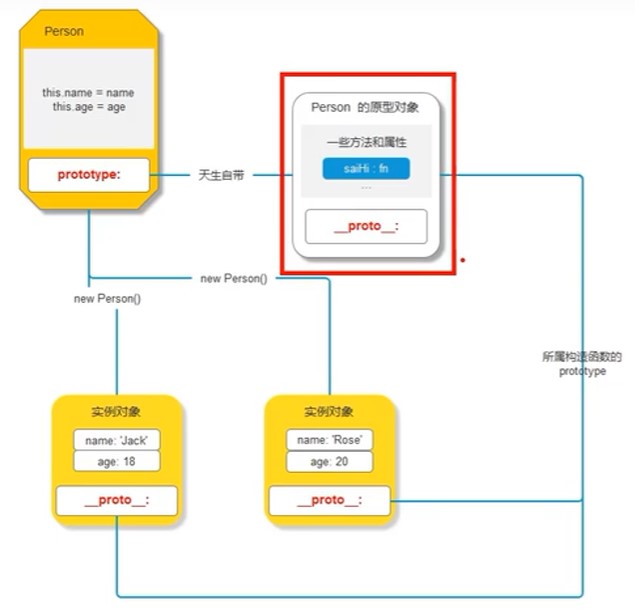 Person
this.name = name
this.age = age
prototype:
天生自带
Person 的原型对象
一些方法和属性
saiHi : fn
...
__proto__:
new Person()
new Person()
所属构造函数的
prototype
实例对象
name: 'Jack'
age: 18
__proto__:
实例对象
name: 'Rose'
age: 20
__proto__: